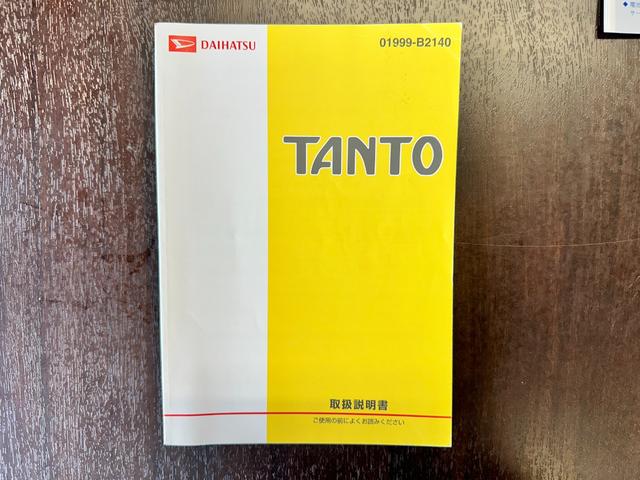 DAIHATSU
01999-B2140
TANTO
取扱説明書
ご使用の前によくお読みください